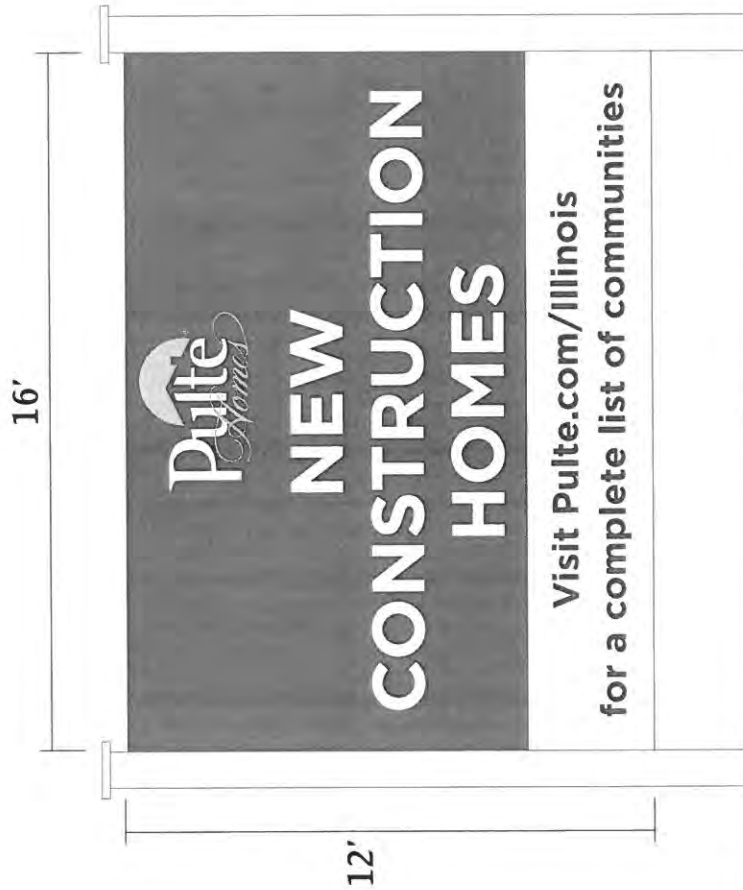 16'
12'
Pulte
Homes
NEW
CONSTRUCTION
HOMES
Visit Pulte.com/Illinois
for a complete list of communities